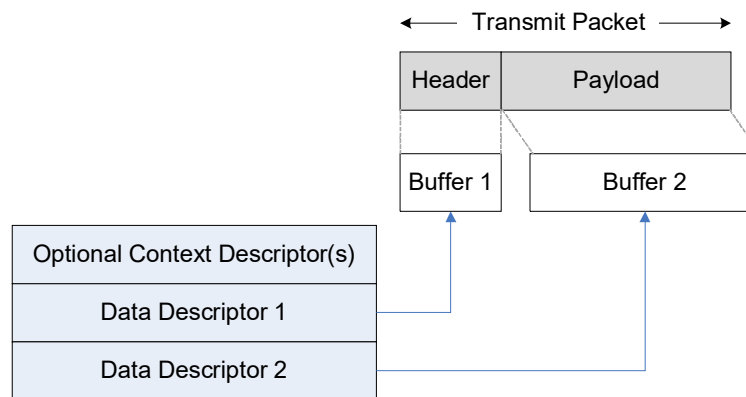 Transmit Packet
Header Payload
Buffer 1 Buffer 2
Optional Context Descriptor(s)
Data Descriptor 1
Data Descriptor 2